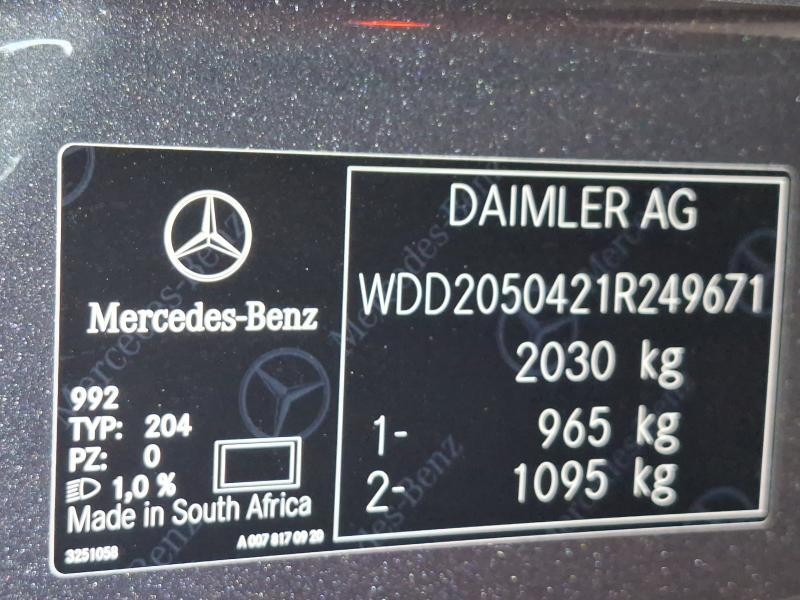 Mercedes-Benz
992
TYP: 204
PZ: 0
1,0 %
Made in South Africa
3251058
A 007 817 09 20
DAIMLER AG
WDD2050421R249671
2030 kg
1- 965 kg
2- 1095 kg